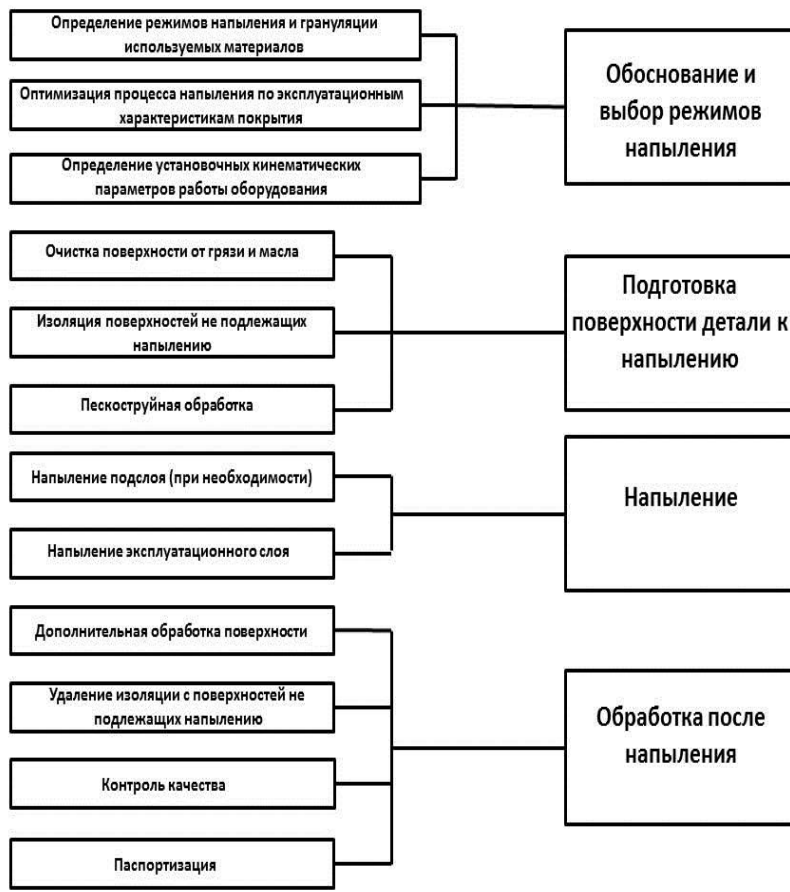 Определение режимов напыления и грануляции
используемых материалов
Оптимизация процесса напыления по эксплуатационным
характеристикам покрытия
Определение установочных кинематических
параметров работы оборудования
Обоснование и
выбор режимов
напыления
Очистка поверхности от грязи и масла
Изоляция поверхностей не подлежащих
напылению
Пескоструйная обработка
Подготовка
поверхности детали к
напылению
Напыление подслоя (при необходимости)
Напыление эксплуатационного слоя
Напыление
Дополнительная обработка поверхности
Удаление изоляции с поверхностей не
подлежащих напылению
Контроль качества
Паспортизация
Обработка после
напыления